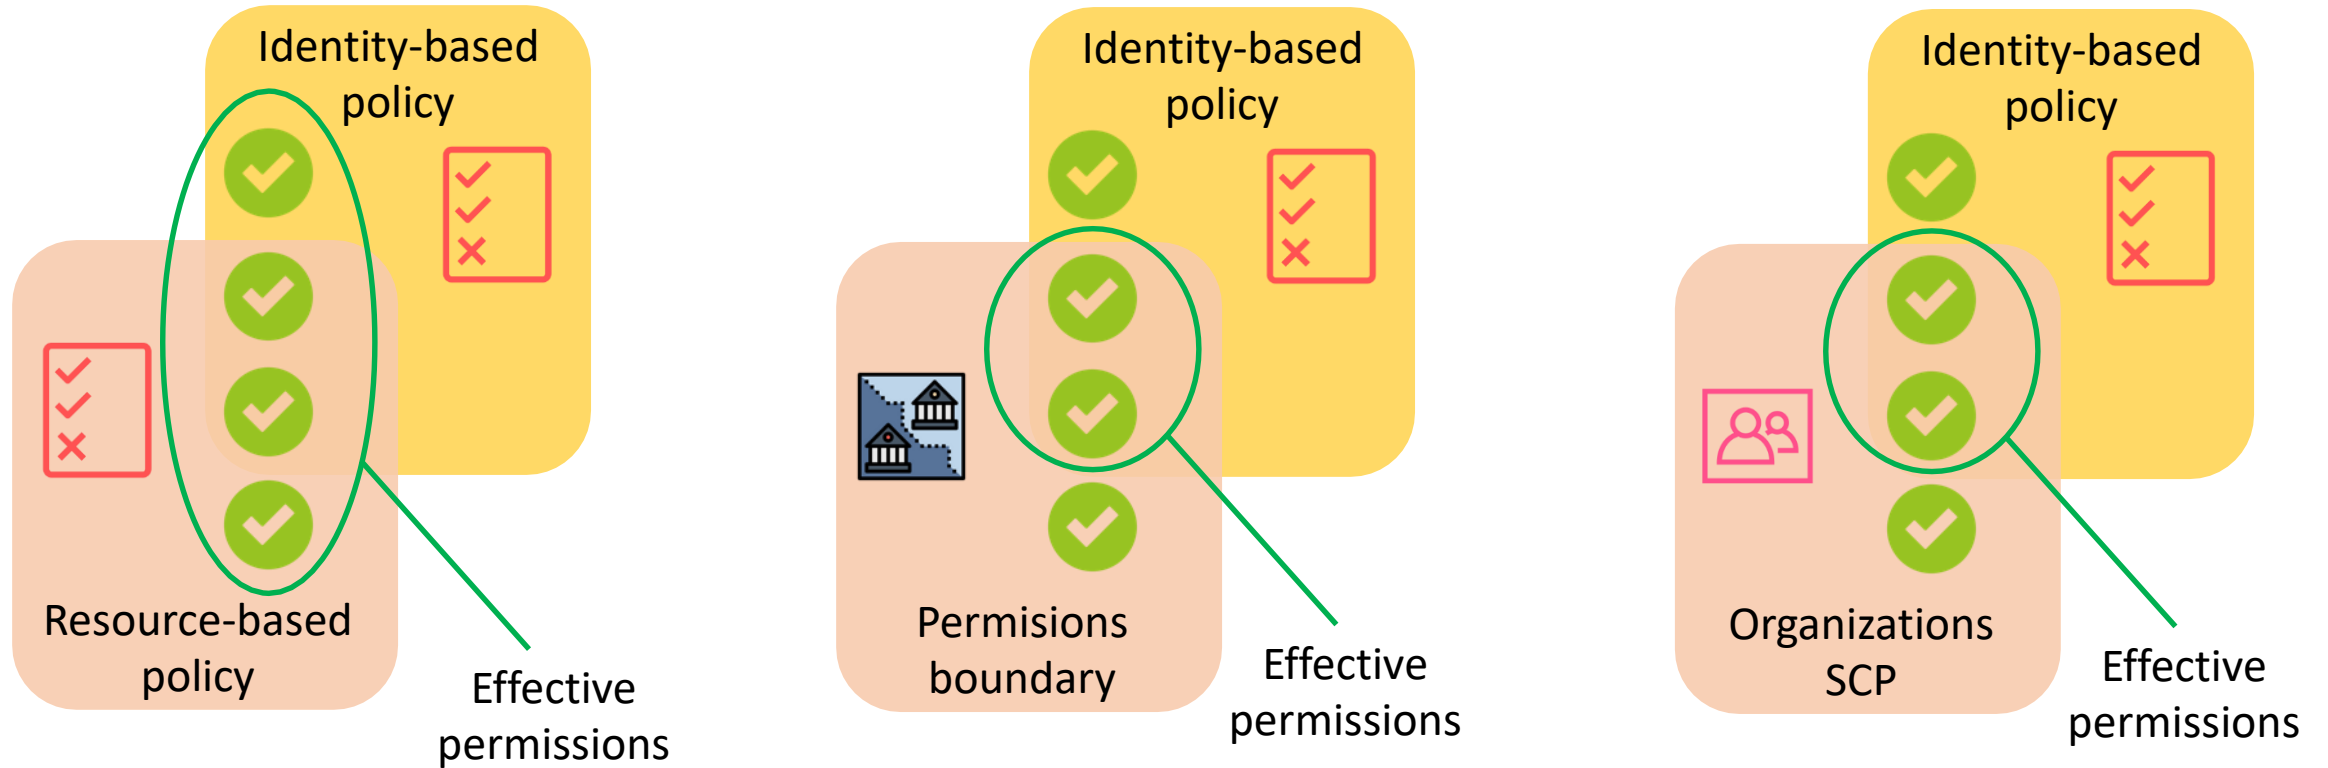 Identity-based
policy
Resource-based
policy
Effective
permissions
Identity-based
policy
Permisions
boundary
Effective
permissions
Identity-based
policy
Organizations
SCP
Effective
permissions